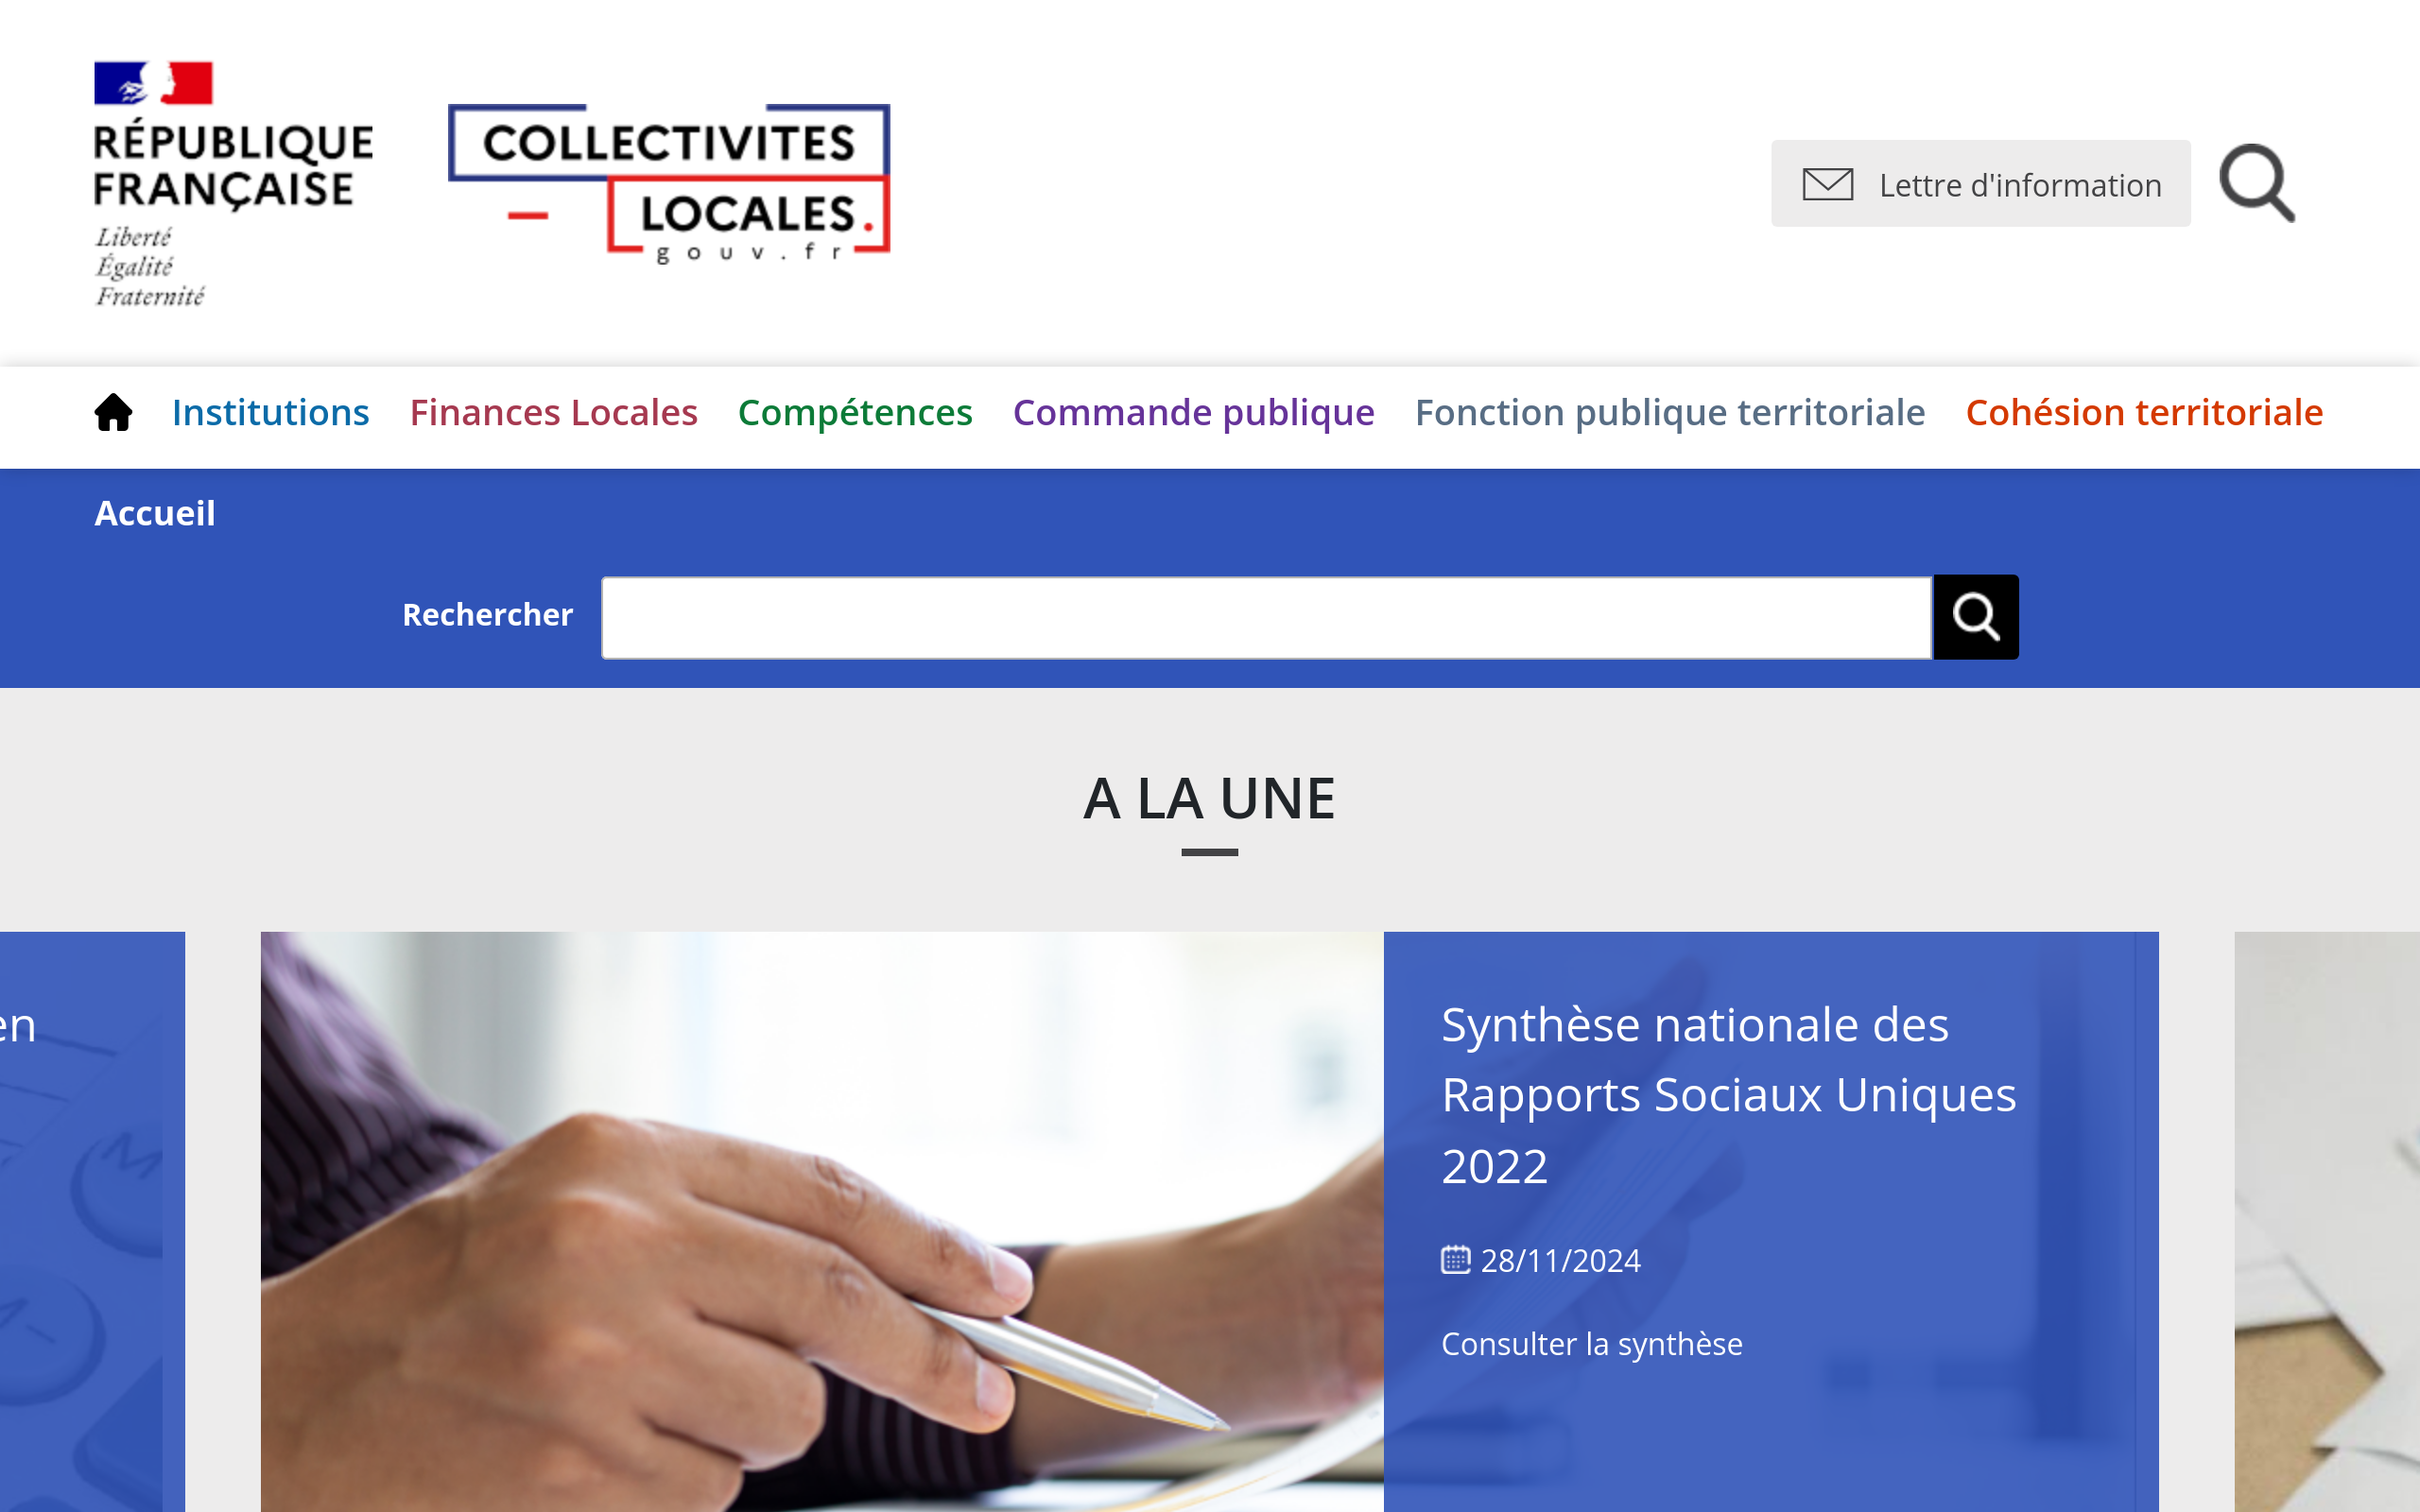 RÉPUBLIQUE
FRANÇAISE
Liberté
Égalité
Fraternité
COLLECTIVITES
LOCALES.
gouv.fr
Lettre d'information
Institutions Finances Locales Compétences Commande publique Fonction publique territoriale Cohésion territoriale
Accueil
Rechercher
A LA UNE
en
Synthèse nationale des
Rapports Sociaux Uniques
2022
28/11/2024
Consulter la synthèse